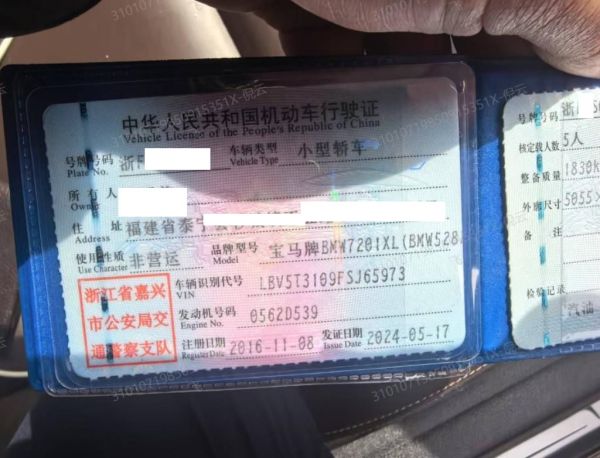 中华人民共和国机动车行驶证
Vehicle License of the People's Republic of China
号牌号码 浙
Plate No.
车辆类型 小型轿车
Vehicle Type
所有人
Owner
住址 福建省泰宁县
Address
使用性质 非营运
Use Character
品牌型号 宝马牌BMW7201XL(BMW528
Model
车辆识别代号 LBV5T3109FSJ65973
VIN
发动机号码 0562D539
Engine No.
注册日期 2016-11-08
Register Date
发证日期 2024-05-17
Issue Date
浙江省嘉兴
市公安局交
通警察支队
号牌号码 浙
核定载人数 5人
整备质量 1830k
外廓尺寸 5055
备注
检验记录
汽油